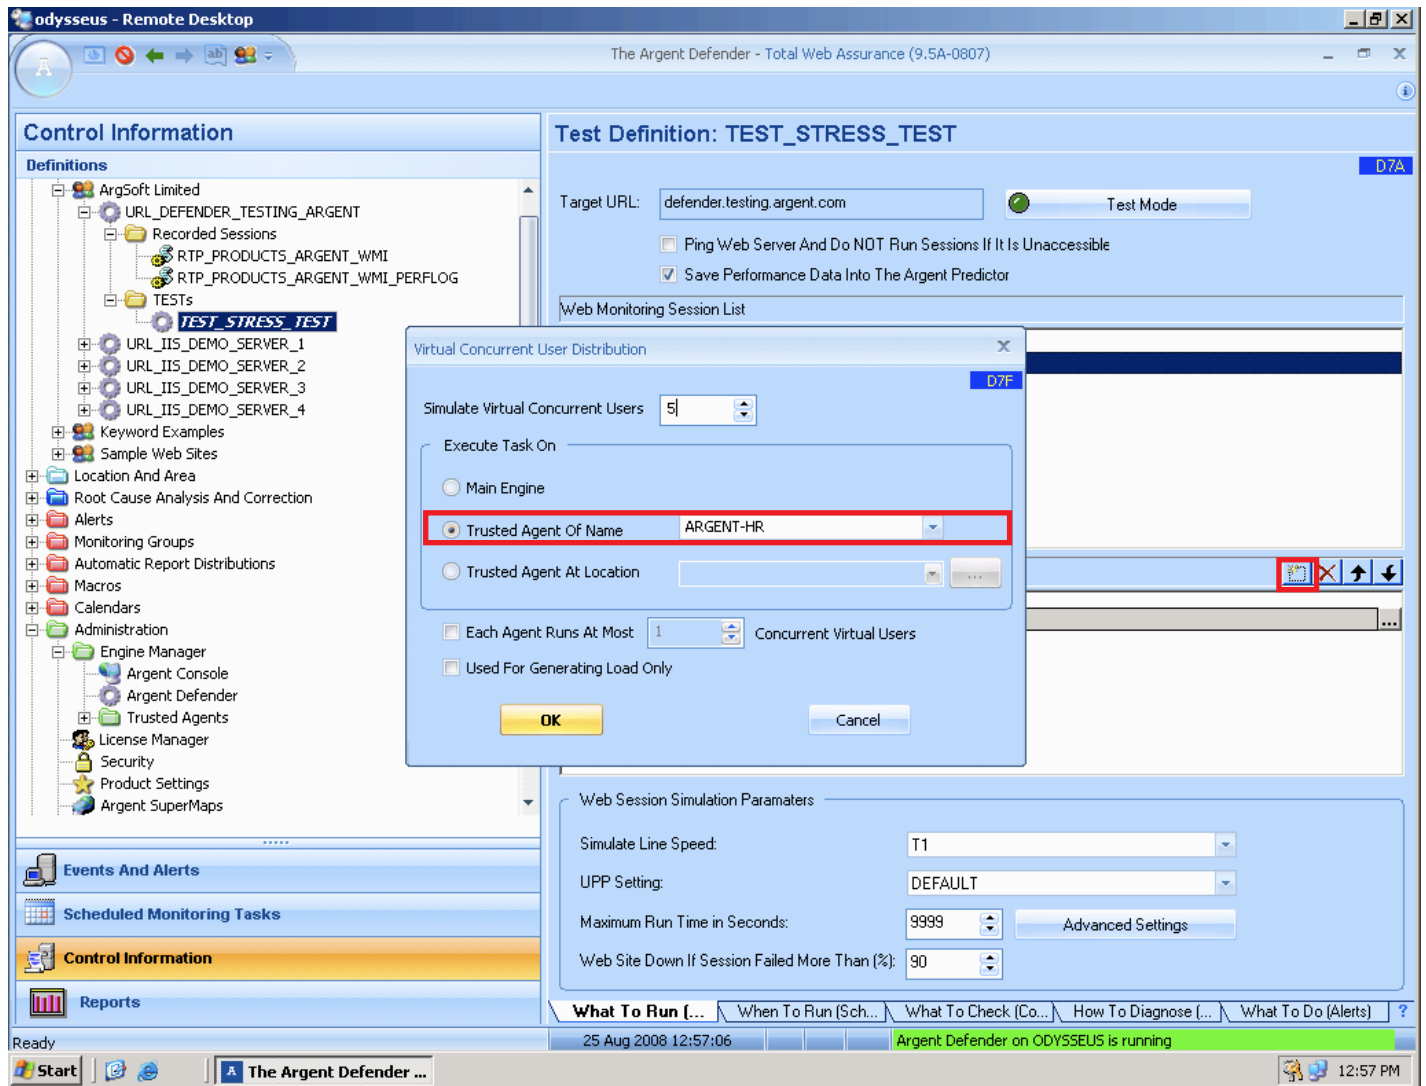 odysseus - Remote Desktop
The Argent Defender - Total Web Assurance (9.5A-0807)
Control Information
Definitions
ArgSoft Limited
URL_DEFENDER_TESTING_ARGENT
Recorded Sessions
RTP_PRODUCTS_ARGENT_WMI
RTP_PRODUCTS_ARGENT_WMI_PERFLOG
TESTs
TEST_STRESS_TEST
URL_IIS_DEMO_SERVER_1
URL_IIS_DEMO_SERVER_2
URL_IIS_DEMO_SERVER_3
URL_IIS_DEMO_SERVER_4
Keyword Examples
Sample Web Sites
Location And Area
Root Cause Analysis And Correction
Alerts
Monitoring Groups
Automatic Report Distributions
Macros
Calendars
Administration
Engine Manager
Argent Console
Argent Defender
Trusted Agents
License Manager
Security
Product Settings
Argent SuperMaps
Events And Alerts
Scheduled Monitoring Tasks
Control Information
Reports
Test Definition: TEST_STRESS_TEST
D7A
Target URL: defender.testing.argent.com Test Mode
Ping Web Server And Do NOT Run Sessions If It Is Unaccessible
Save Performance Data Into The Argent Predictor
Web Monitoring Session List
Virtual Concurrent User Distribution
D7F
Simulate Virtual Concurrent Users 5
Execute Task On
Main Engine
Trusted Agent Of Name ARGENT-HR
Trusted Agent At Location ...
Each Agent Runs At Most 1 Concurrent Virtual Users
Used For Generating Load Only
OK Cancel
...
Web Session Simulation Paramaters
Simulate Line Speed: T1
UPP Setting: DEFAULT
Maximum Run Time in Seconds: 9999 Advanced Settings
Web Site Down If Session Failed More Than (%): 90
What To Run (... When To Run (Sch... What To Check (Co... How To Diagnose (... What To Do (Alerts) ?
Ready 25 Aug 2008 12:57:06 Argent Defender on ODYSSEUS is running
Start The Argent Defender ... 12:57 PM